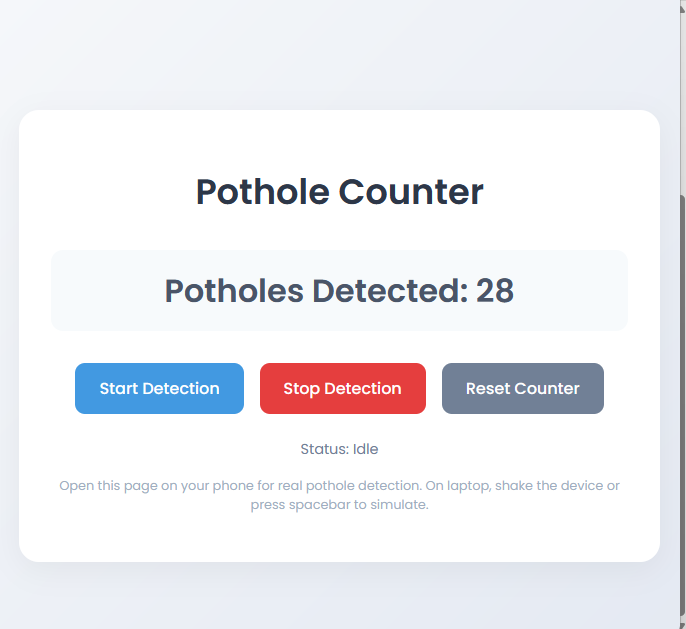 Pothole Counter
Potholes Detected: 28
Start Detection
Stop Detection
Reset Counter
Status: Idle
Open this page on your phone for real pothole detection. On laptop, shake the device or
press spacebar to simulate.